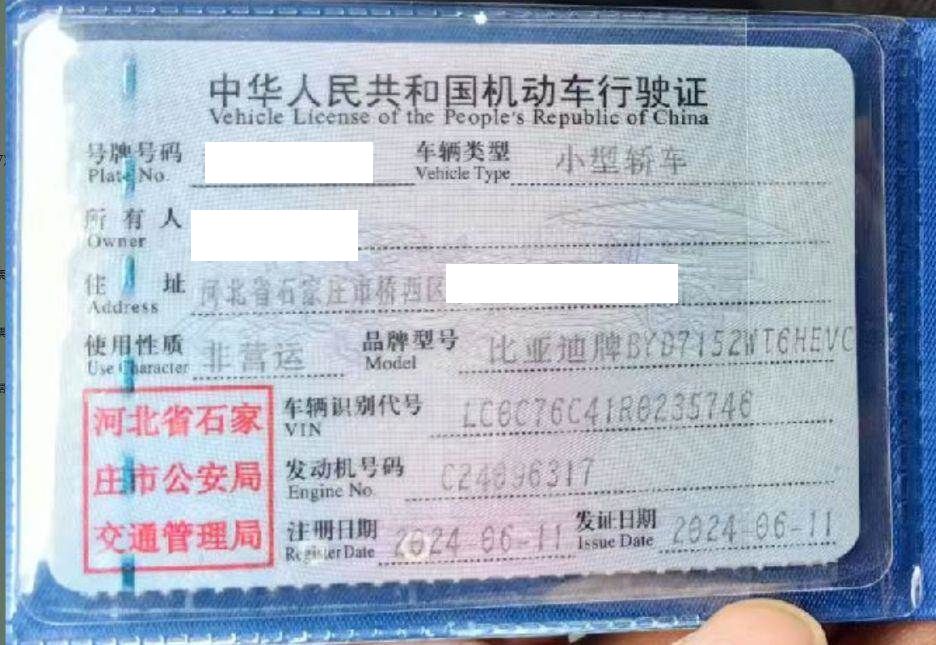 中华人民共和国机动车行驶证
Vehicle License of the People's Republic of China
号牌号码
Plate No.
车辆类型 小型轿车
Vehicle Type
所有人
Owner
住址 河北省石家庄市桥西区
Address
使用性质 非营运
Use Character
品牌型号 比亚迪牌BYD7152WT6HEVC
Model
河北省石家
庄市公安局
交通管理局
车辆识别代号 LC0C76C41R0235746
VIN
发动机号码 C24096317
Engine No.
注册日期 2024-06-11
Register Date
发证日期 2024-06-11
Issue Date